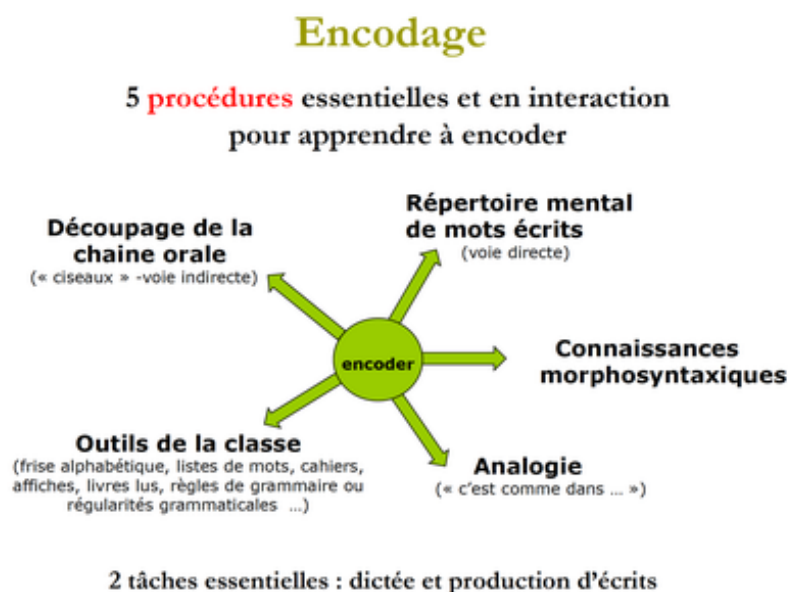 Encodage
5 procédures essentielles et en interaction
pour apprendre à encoder
Découpage de la
chaine orale
(« ciseaux » -voie indirecte)
Répertoire mental
de mots écrits
(voie directe)
encoder
Connaissances
morphosyntaxiques
Outils de la classe
(frise alphabétique, listes de mots, cahiers,
affiches, livres lus, règles de grammaire ou
régularités grammaticales ...)
Analogie
(« c'est comme dans ... »)
2 tâches essentielles : dictée et production d'écrits